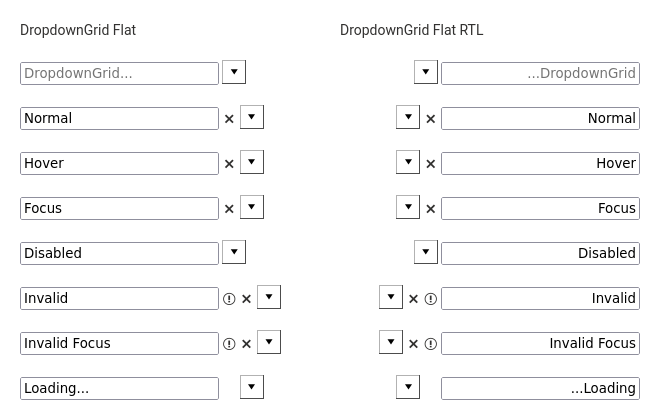 DropdownGrid Flat
DropdownGrid Flat RTL
DropdownGrid...
...DropdownGrid
Normal
Normal
Hover
Hover
Focus
Focus
Disabled
Disabled
Invalid
Invalid
Invalid Focus
Invalid Focus
Loading...
...Loading